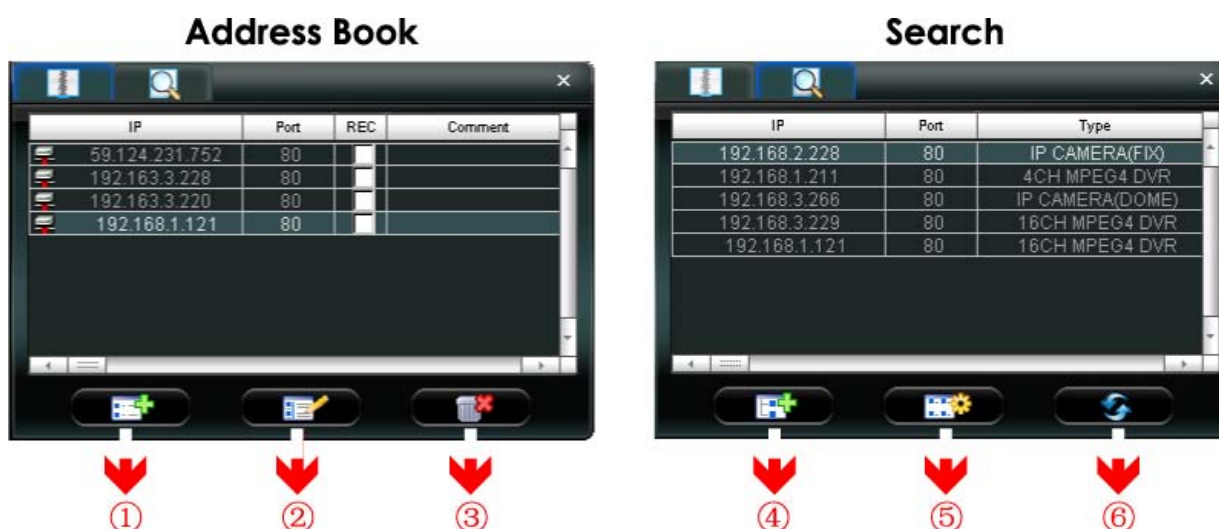 Address Book
Search
IP Port REC Comment
59.124.231.752 80
192.163.3.228 80
192.163.3.220 80
192.168.1.121 80
IP Port Type
192.168.2.228 80 IP CAMERA(FIX)
192.168.1.211 80 4CH MPEG4 DVR
192.168.3.266 80 IP CAMERA(DOME)
192.168.3.229 80 16CH MPEG4 DVR
192.168.1.121 80 16CH MPEG4 DVR
① ② ③
④ ⑤ ⑥